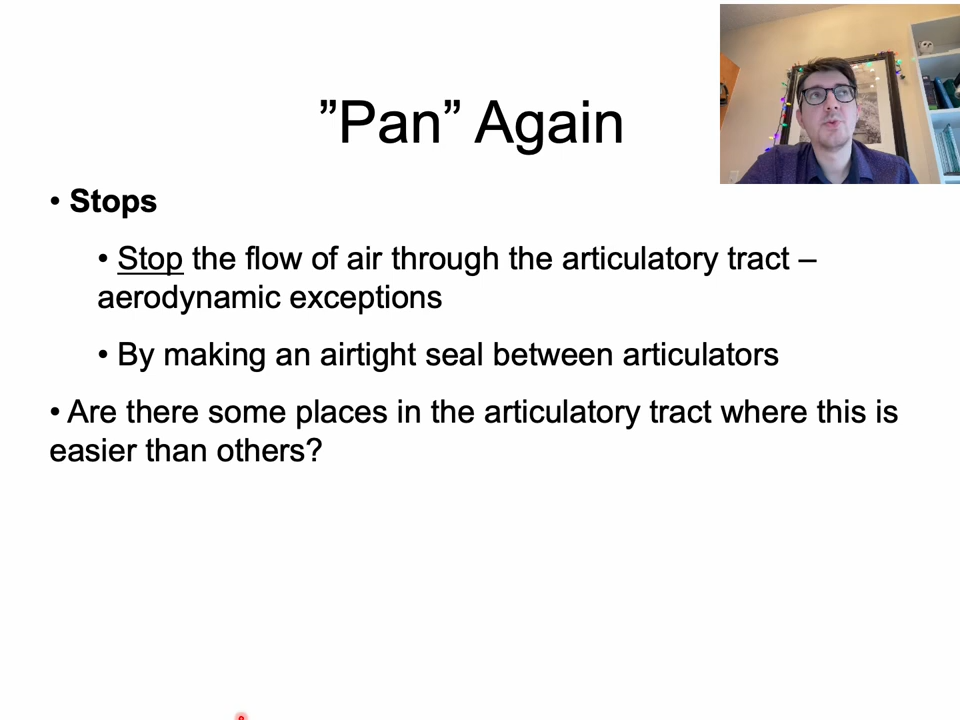 ”Pan” Again
• Stops
• Stop the flow of air through the articulatory tract –
aerodynamic exceptions
• By making an airtight seal between articulators
• Are there some places in the articulatory tract where this is
easier than others?